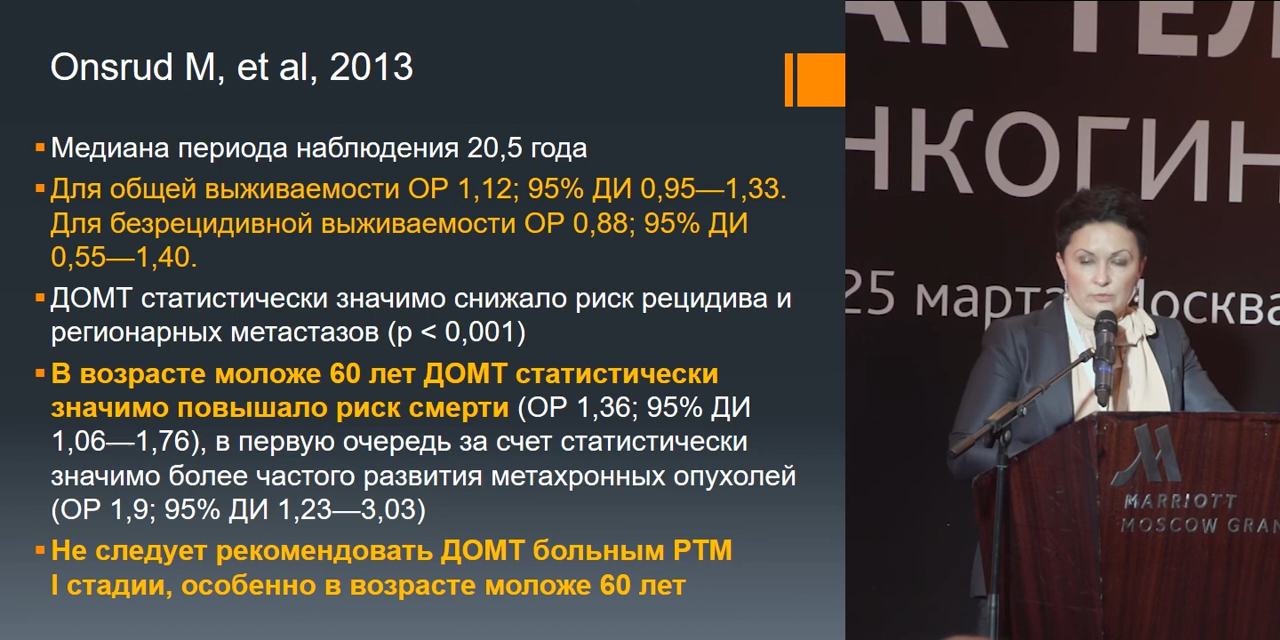 Onsrud M, et al, 2013
Медиана периода наблюдения 20,5 года
Для общей выживаемости ОР 1,12; 95% ДИ 0,95—1,33.
Для безрецидивной выживаемости ОР 0,88; 95% ДИ
0,55—1,40.
ДОМТ статистически значимо снижало риск рецидива и
регионарных метастазов (p < 0,001)
В возрасте моложе 60 лет ДОМТ статистически
значимо повышало риск смерти (ОР 1,36; 95% ДИ
1,06—1,76), в первую очередь за счет статистически
значимо более частого развития метахронных опухолей
(ОР 1,9; 95% ДИ 1,23—3,03)
Не следует рекомендовать ДОМТ больным РТМ
I стадии, особенно в возрасте моложе 60 лет
АК ТЕЛ
НКОГИН
25 марта
Москва
MARRIOTT
MOSCOW GRAN